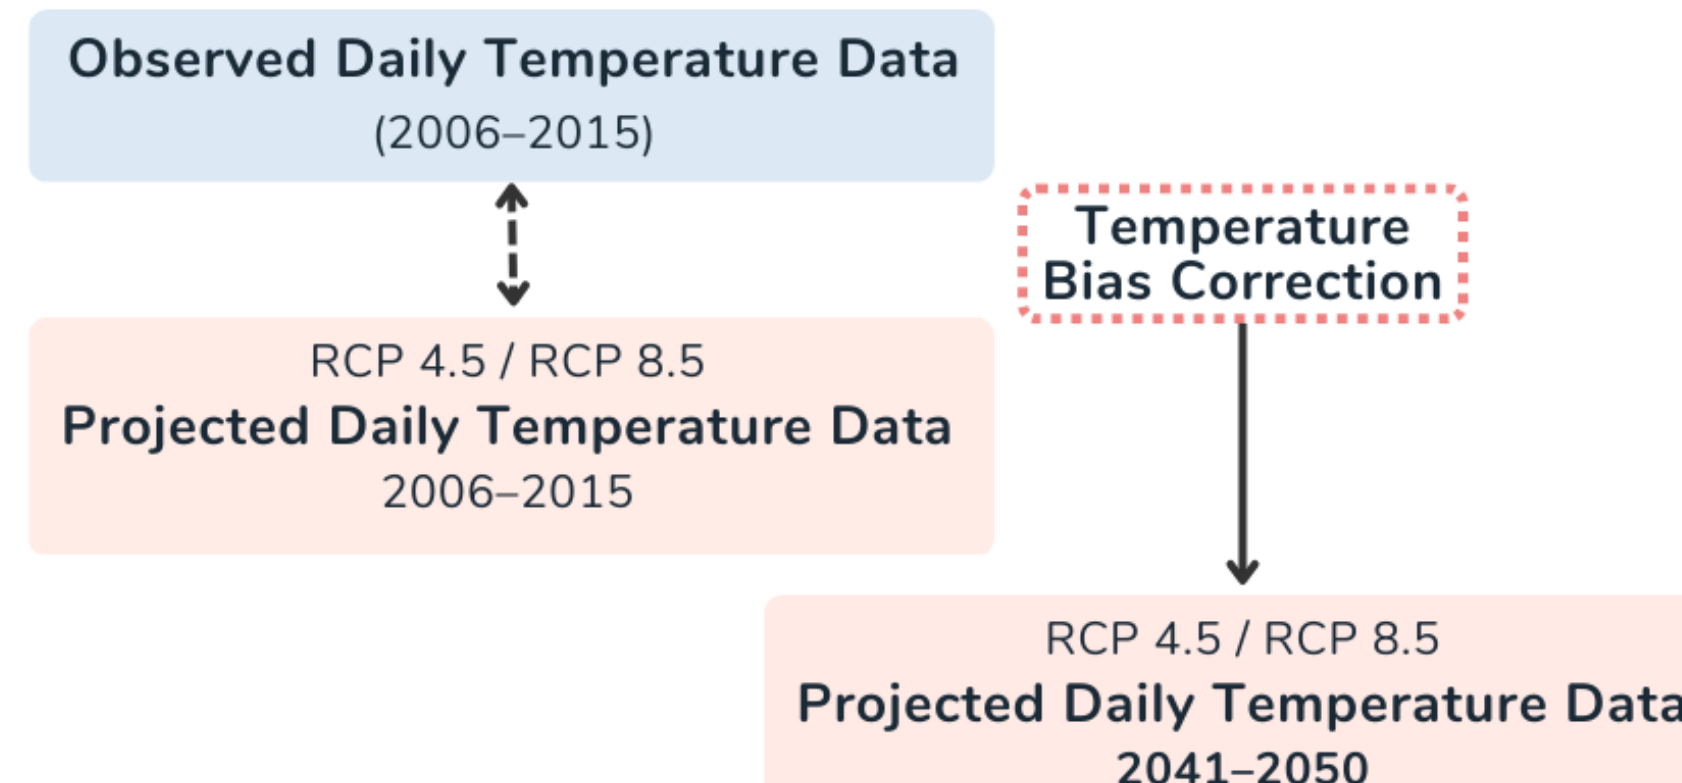 Observed Daily Temperature Data
(2006–2015)
Temperature
Bias Correction
RCP 4.5 / RCP 8.5
Projected Daily Temperature Data
2006–2015
RCP 4.5 / RCP 8.5
Projected Daily Temperature Data
2041–2050